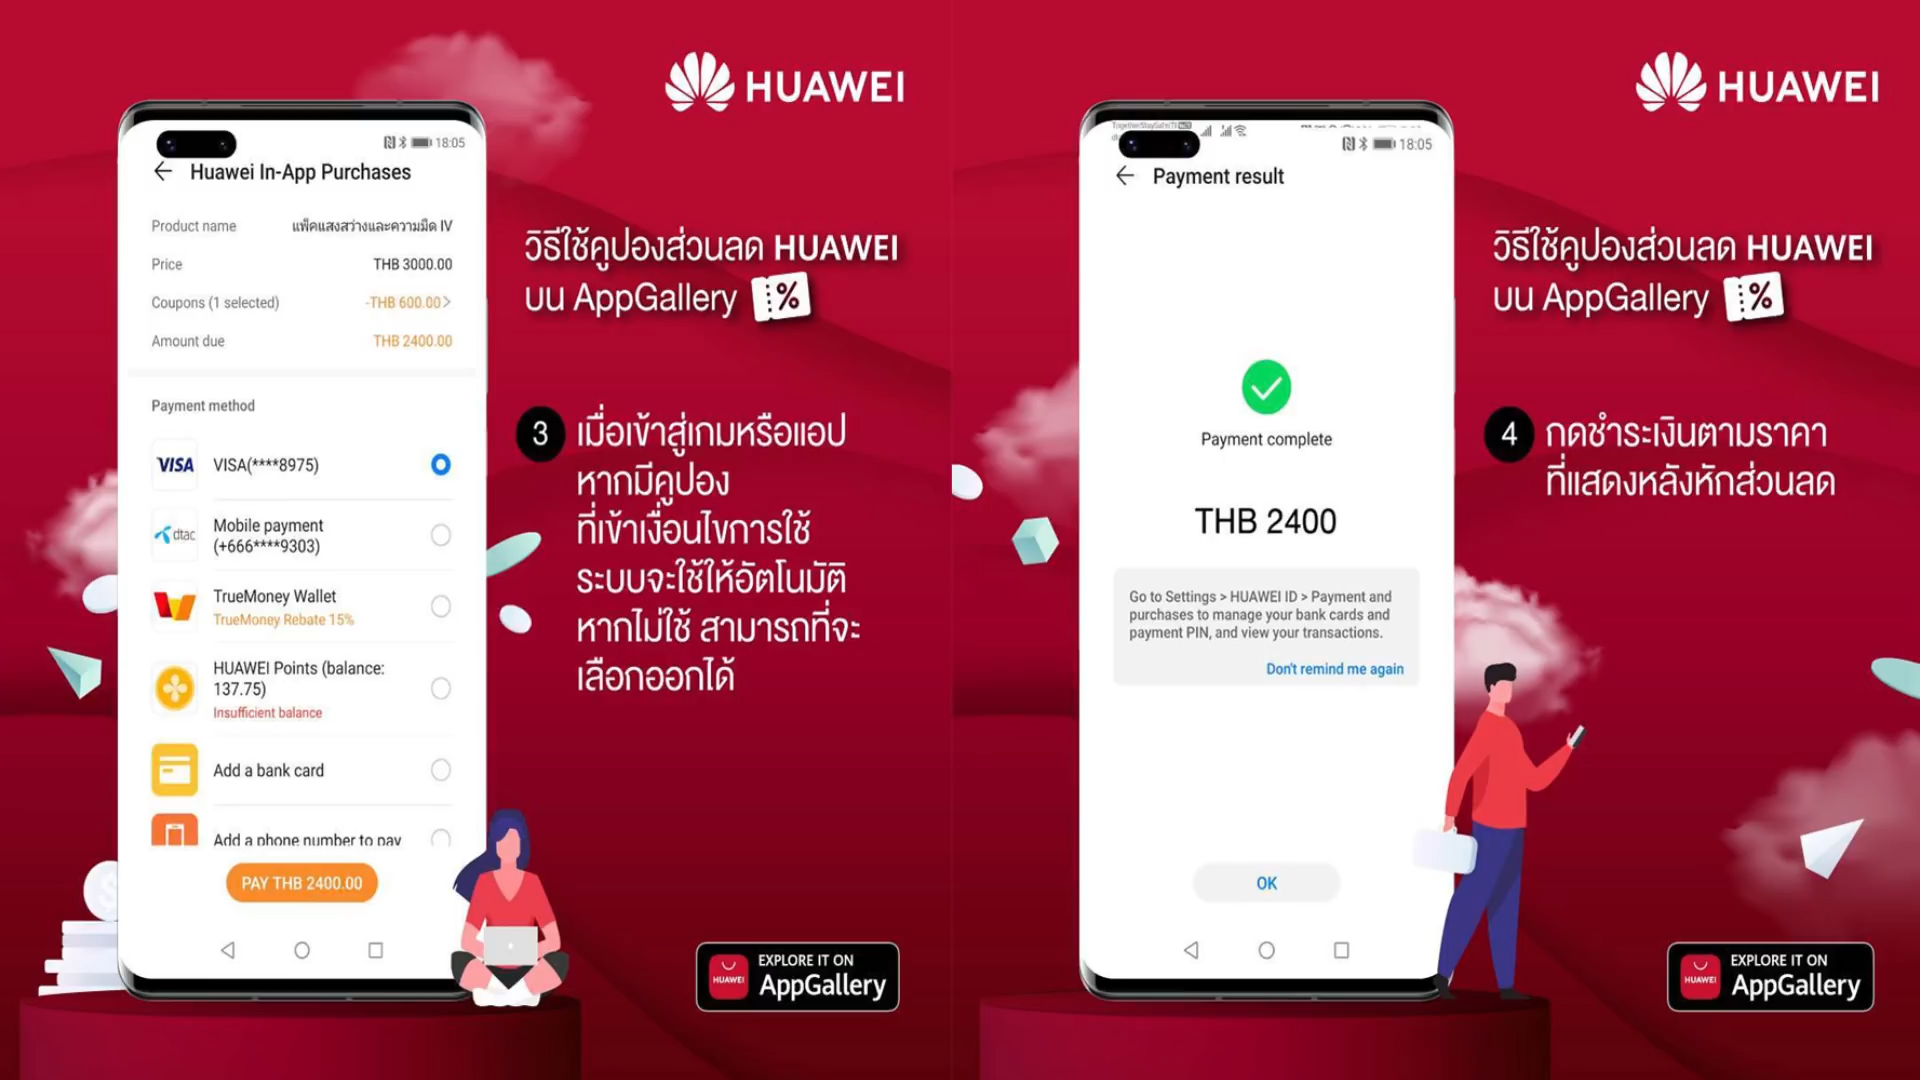 HUAWEI
18:05
Huawei In-App Purchases
Product name แพ็คแสงสว่างและความมืด IV
Price THB 3000.00
Coupons (1 selected) -THB 600.00
Amount due THB 2400.00
Payment method
VISA VISA(****8975)
dtac Mobile payment
(+666****9303)
TrueMoney Wallet
TrueMoney Rebate 15%
HUAWEI Points (balance:
137.75)
Insufficient balance
Add a bank card
Add a phone number to pay
PAY THB 2400.00
วิธีใช้คูปองส่วนลด HUAWEI
บน AppGallery %
3 เมื่อเข้าสู่เกมหรือแอป
หากมีคูปอง
ที่เข้าเงื่อนไขการใช้
ระบบจะใช้ให้อัตโนมัติ
หากไม่ใช้ สามารถที่จะ
เลือกออกได้
HUAWEI
EXPLORE IT ON
AppGallery
HUAWEI
18:05
Payment result
Payment complete
THB 2400
Go to Settings > HUAWEI ID > Payment and
purchases to manage your bank cards and
payment PIN, and view your transactions.
Don't remind me again
OK
วิธีใช้คูปองส่วนลด HUAWEI
บน AppGallery %
4 กดชำระเงินตามราคา
ที่แสดงหลังหักส่วนลด
HUAWEI
EXPLORE IT ON
AppGallery